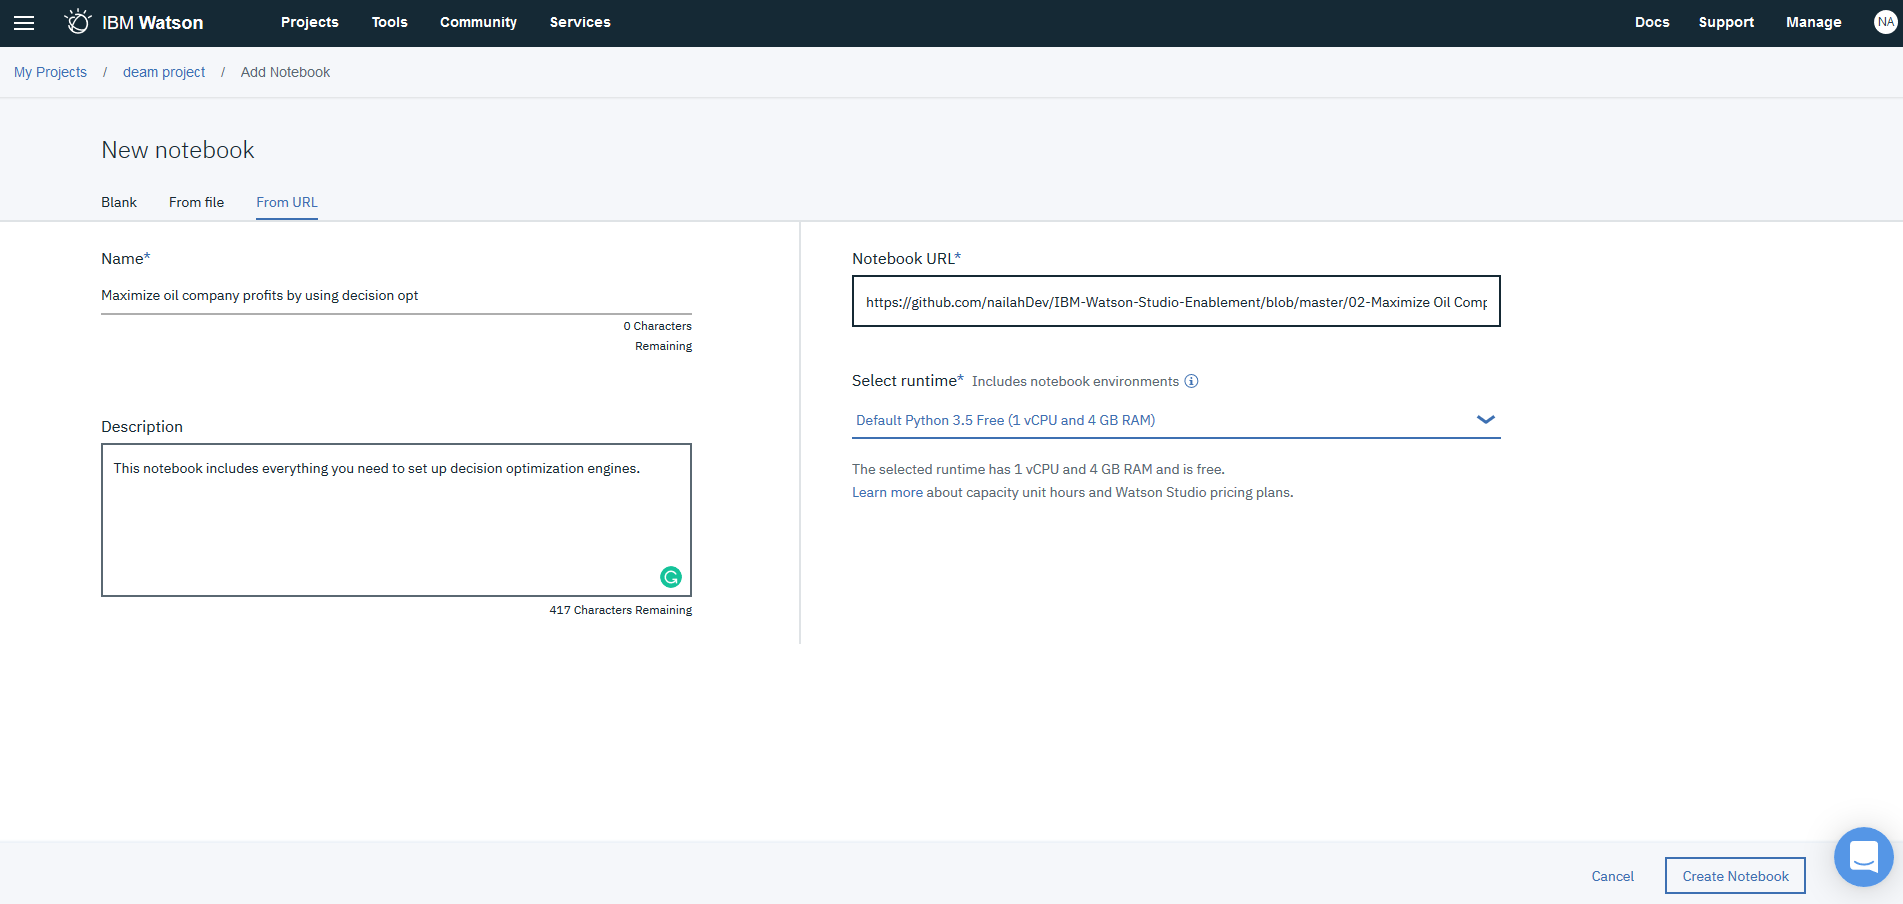 IBM Watson Projects Tools Community Services Docs Support Manage NA
My Projects / deam project / Add Notebook
New notebook
Blank From file From URL
Name*
Maximize oil company profits by using decision opt
0 Characters
Remaining
Description
This notebook includes everything you need to set up decision optimization engines.
417 Characters Remaining
Notebook URL*
https://github.com/nailahDev/IBM-Watson-Studio-Enablement/blob/master/02-Maximize Oil Comp
Select runtime* Includes notebook environments
Default Python 3.5 Free (1 vCPU and 4 GB RAM)
The selected runtime has 1 vCPU and 4 GB RAM and is free.
Learn more about capacity unit hours and Watson Studio pricing plans.
Cancel Create Notebook